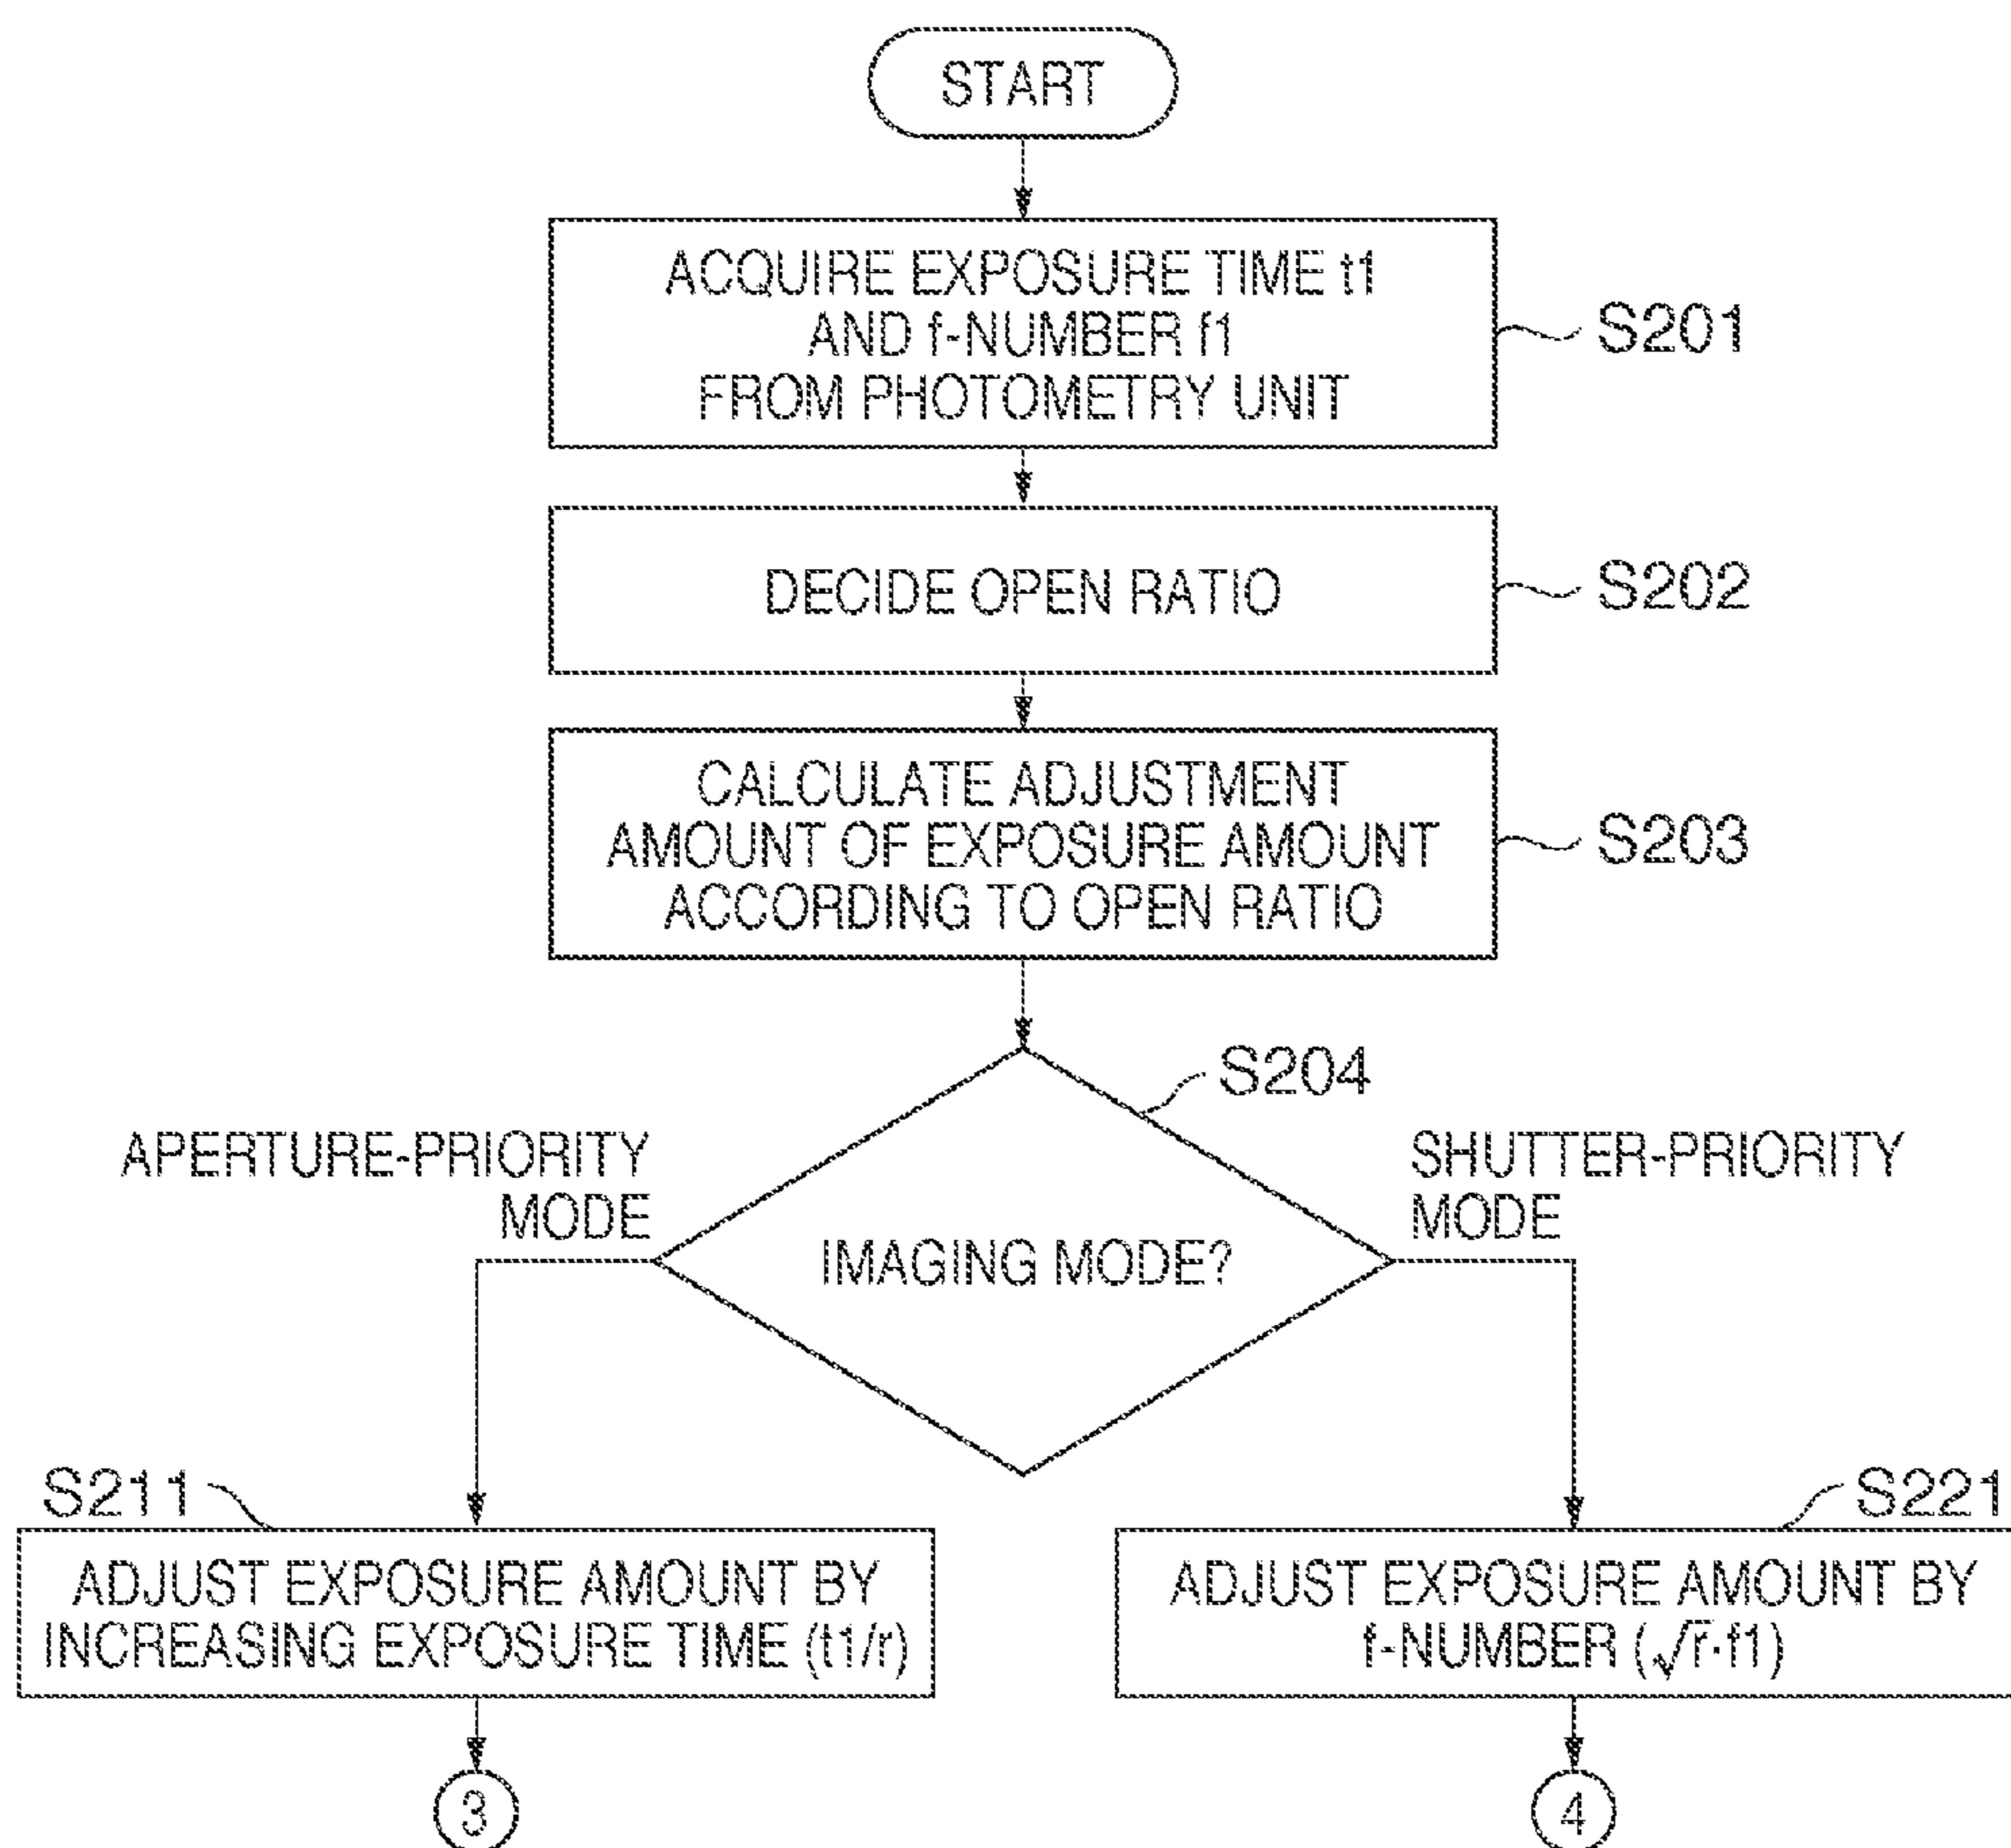 START
ACQUIRE EXPOSURE TIME t1
AND f-NUMBER f1
FROM PHOTOMETRY UNIT
S201
DECIDE OPEN RATIO
S202
CALCULATE ADJUSTMENT
AMOUNT OF EXPOSURE AMOUNT
ACCORDING TO OPEN RATIO
S203
S204
APERTURE-PRIORITY
MODE
SHUTTER-PRIORITY
MODE
IMAGING MODE?
S211
ADJUST EXPOSURE AMOUNT BY
INCREASING EXPOSURE TIME (t1/r)
S221
ADJUST EXPOSURE AMOUNT BY
f-NUMBER (√r·f1)
3
4